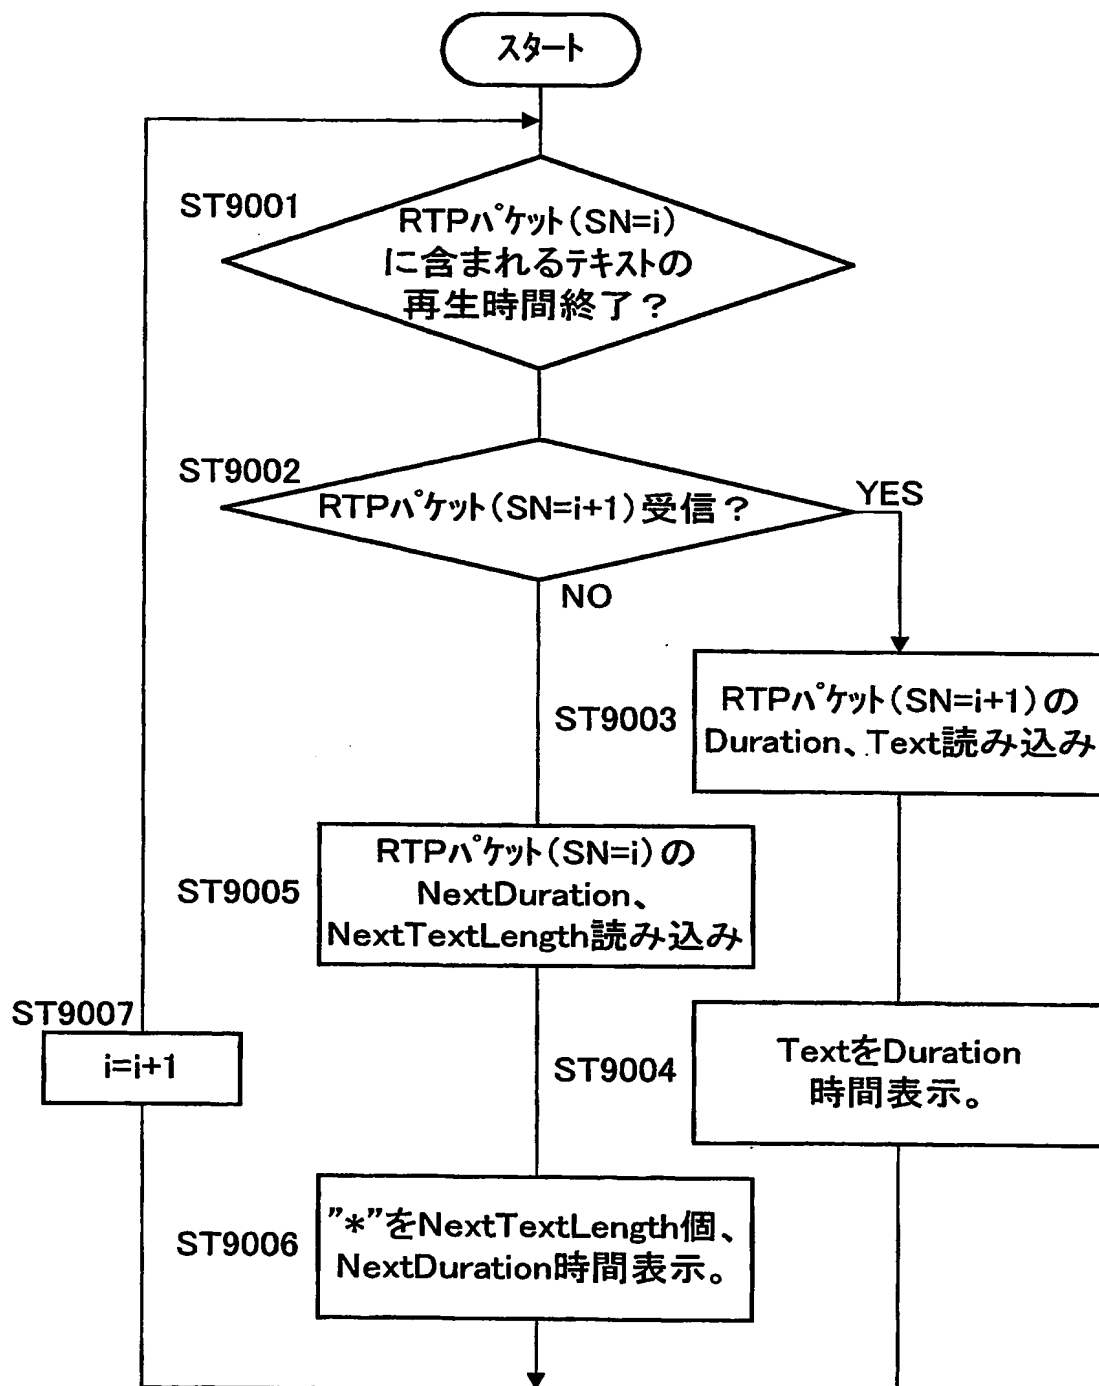 スタート
ST9001
RTPパケット(SN=i)
に含まれるテキストの
再生時間終了?
ST9002
RTPパケット(SN=i+1)受信?
YES
NO
ST9003
RTPパケット(SN=i+1)の
Duration、Text読み込み
ST9005
RTPパケット(SN=i)の
NextDuration、
NextTextLength読み込み
ST9007
i=i+1
ST9004
TextをDuration
時間表示。
ST9006
"*"をNextTextLength個、
NextDuration時間表示。